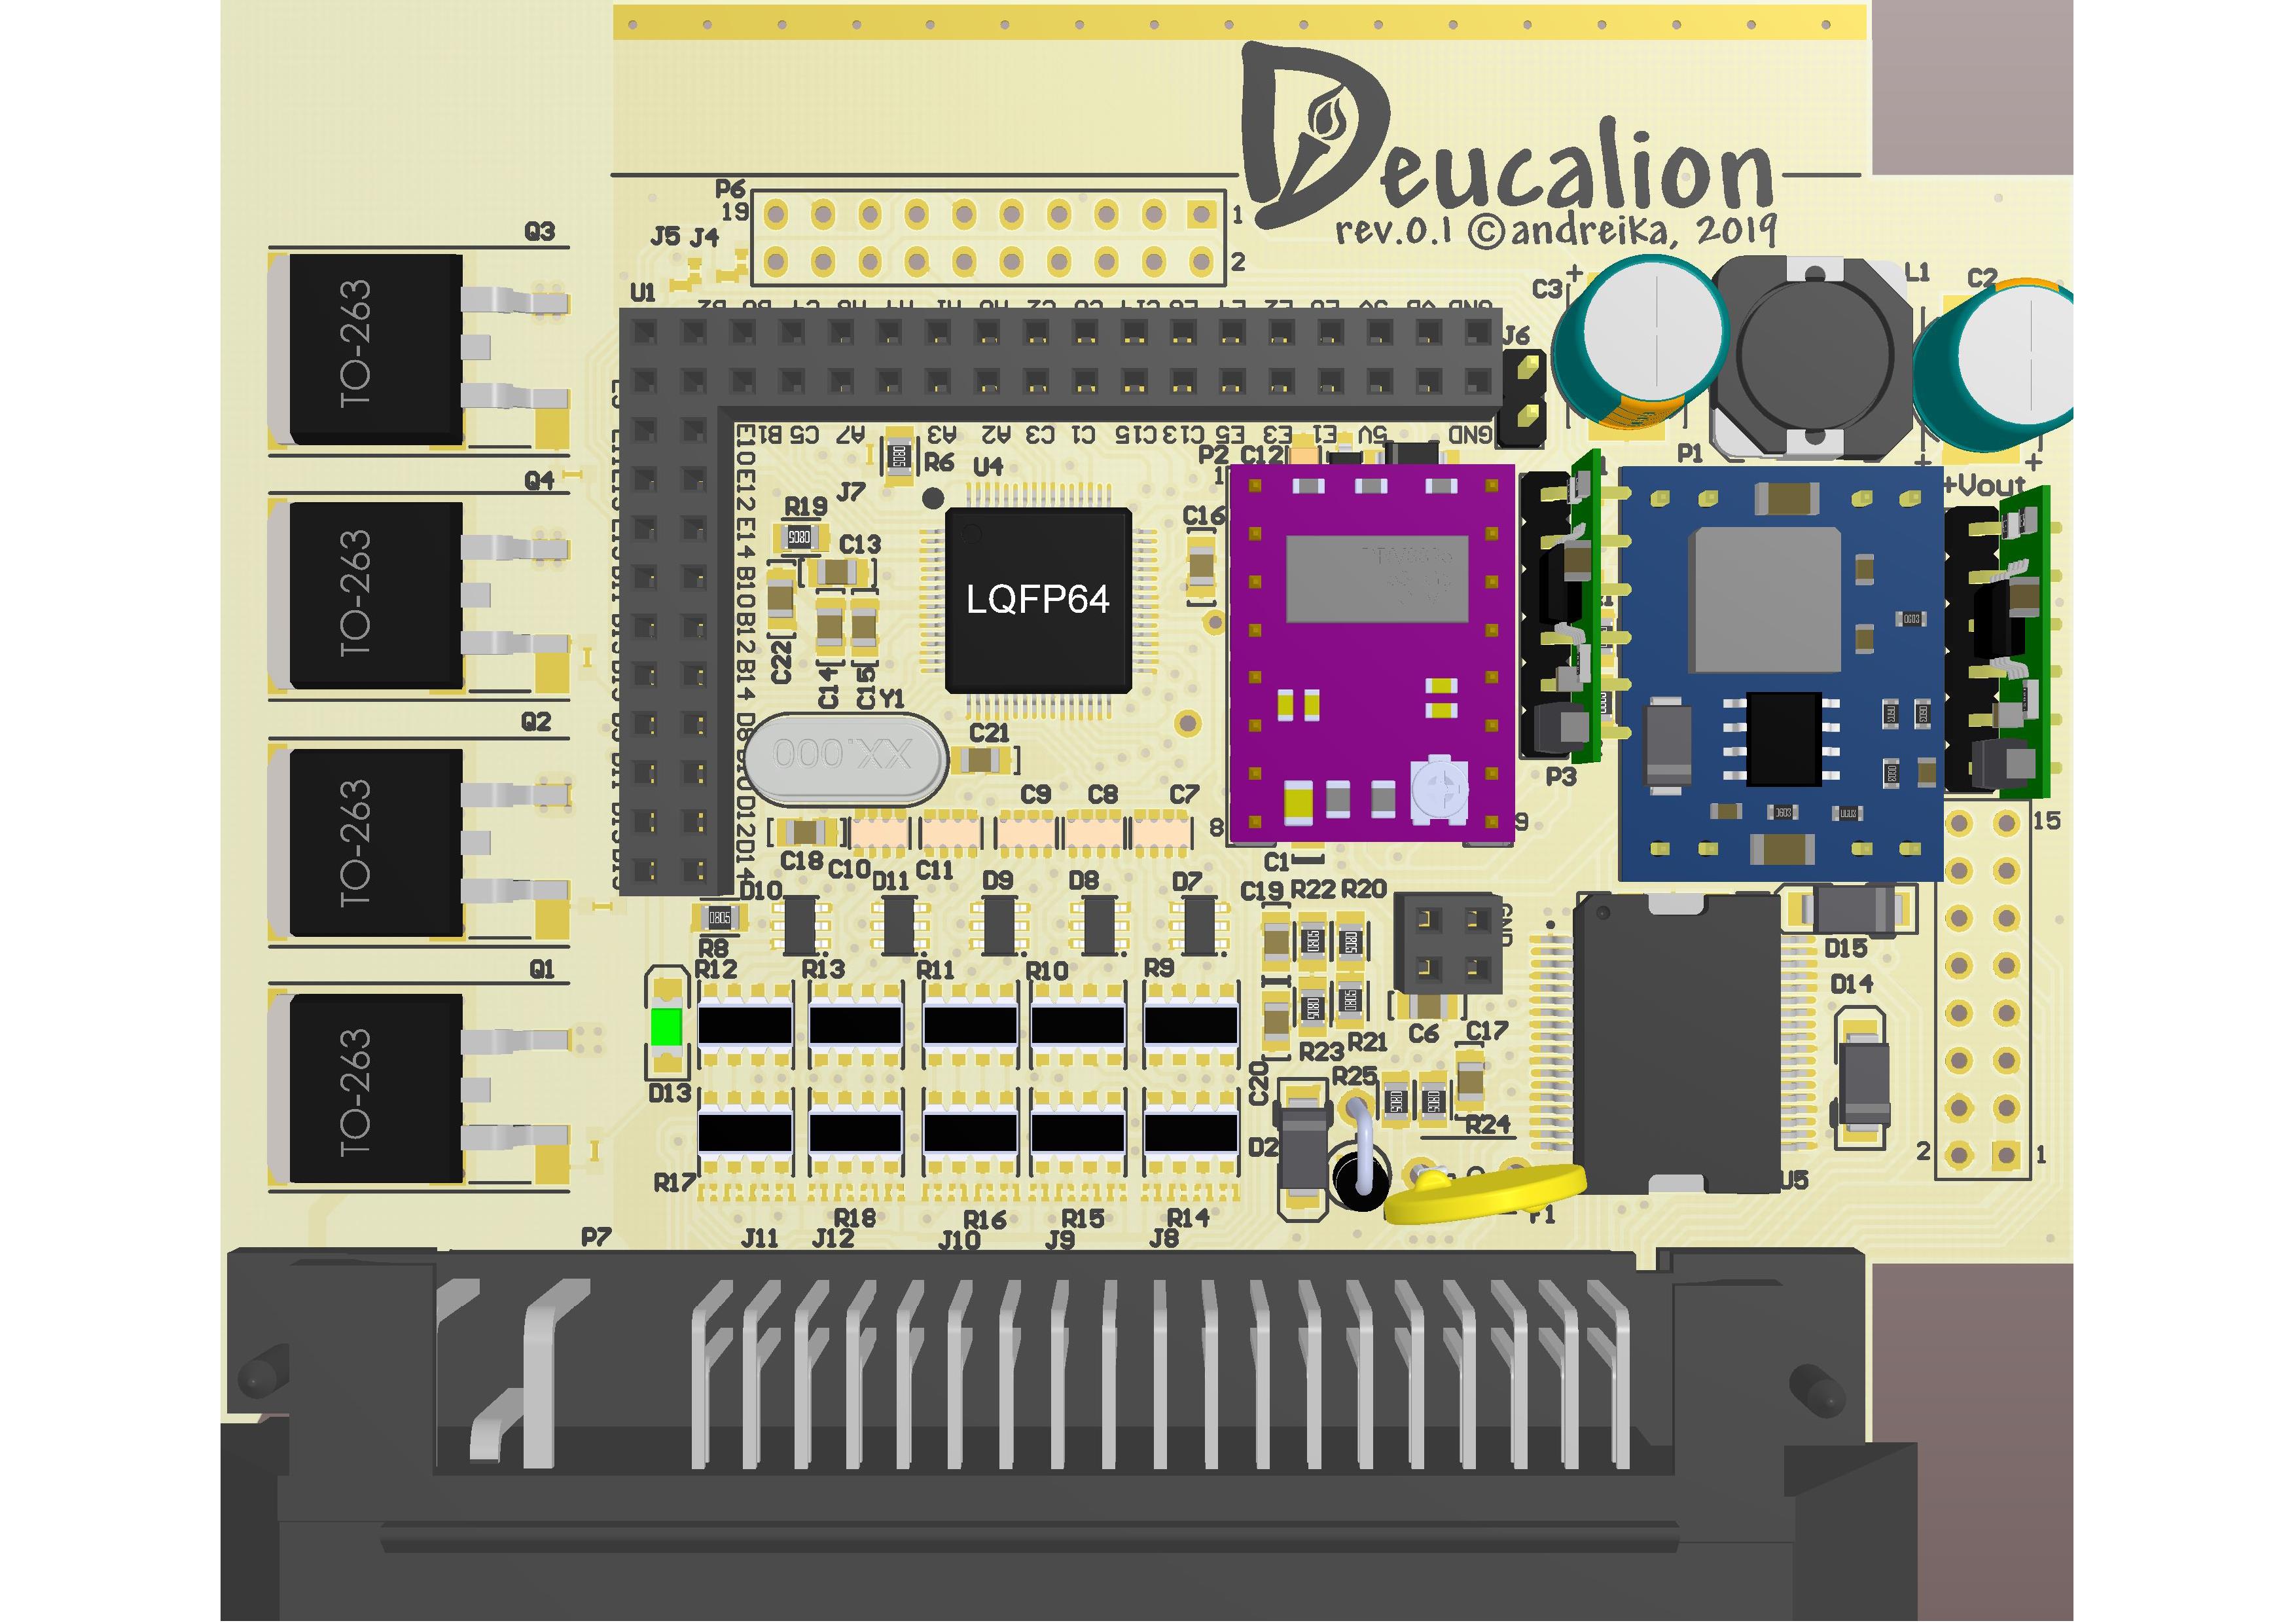 Deucalion
rev.0.1 ©andreika, 2019
P6
19
1
2
J5 J4
Q3
TO-263
U1
C3
+
L1
C2
J6
GND
5V
E1
E3
E5
C13
C15
C1
C3
A2
A3
A7
C5
B1
E10
E12
E14
B10
B12
B14
D8
D10
D12
D14
R6
U4
J7
P2
C12
1
P1
+Vout
+
+
Q4
TO-263
R19
C13
C16
LQFP64
C22
C14
C15
Y1
XX.000
C21
Q2
TO-263
C9
C8
C7
C18
C10
C11
8
9
P3
C1
15
D10
D11
D9
D8
D7
R8
C19
R22
R20
GND
D15
Q1
TO-263
R12
R13
R11
R10
R9
D14
D13
R23
R21
C6
C17
C20
R25
R24
D2
2
1
U5
R17
R18
R16
R15
R14
F1
P7
J11
J12
J10
J9
J8